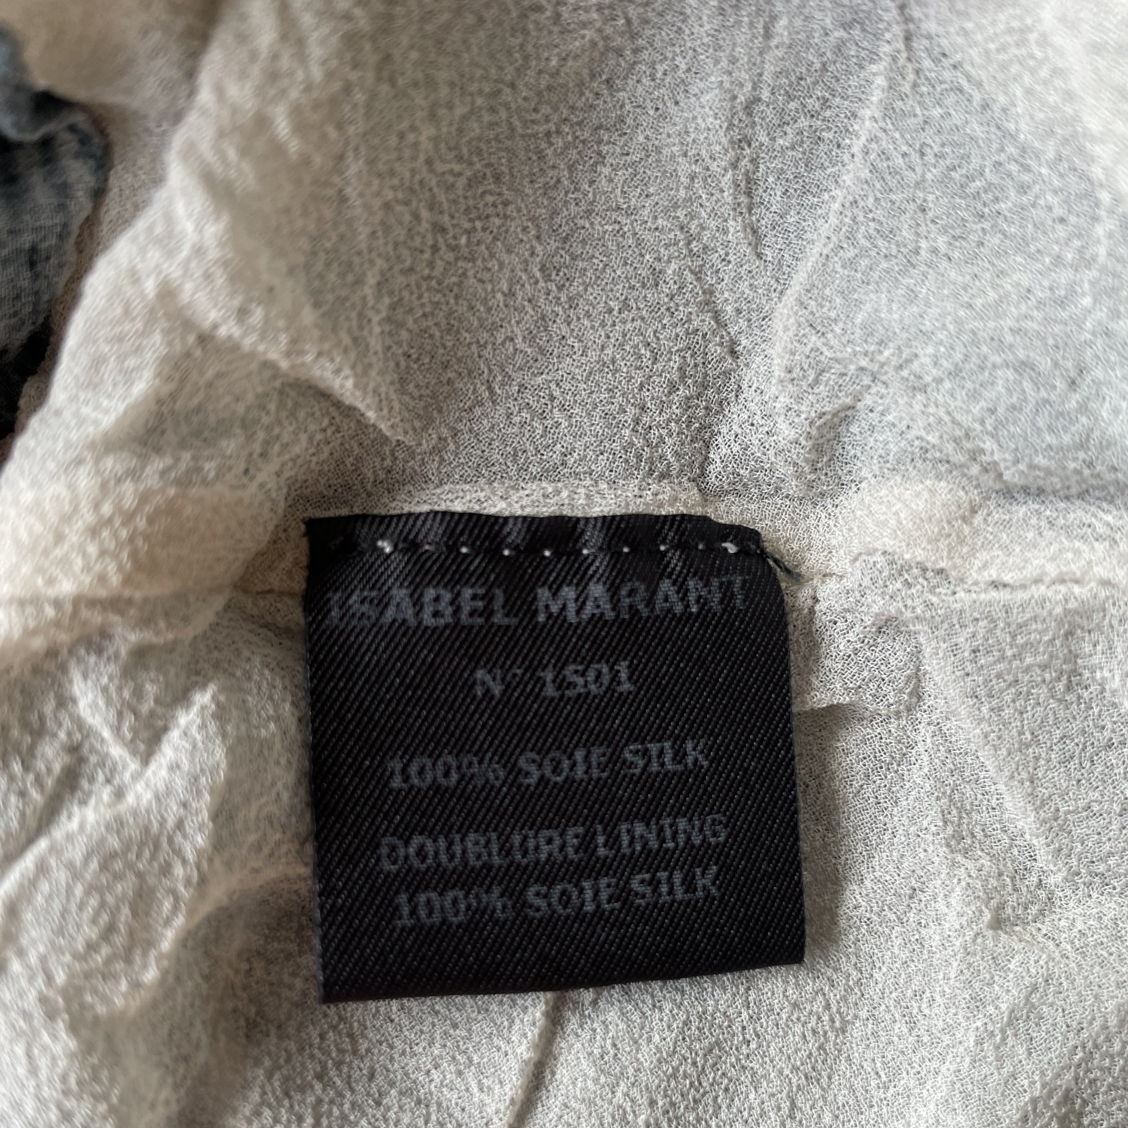 ISABEL MARANT
N° 1501
100% SOIE SILK
DOUBLURE LINING
100% SOIE SILK